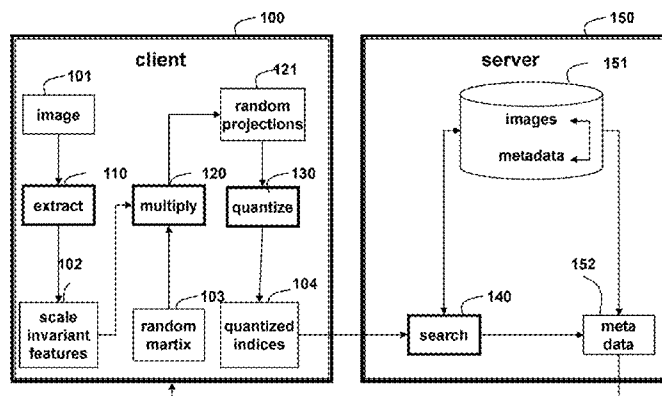 100
150
client
server
101
121
151
image
random
projections
images
metadata
110
120
130
extract
multiply
quantize
102
103
104
140
152
scale
invariant
features
random
martix
quantized
indices
search
meta
data